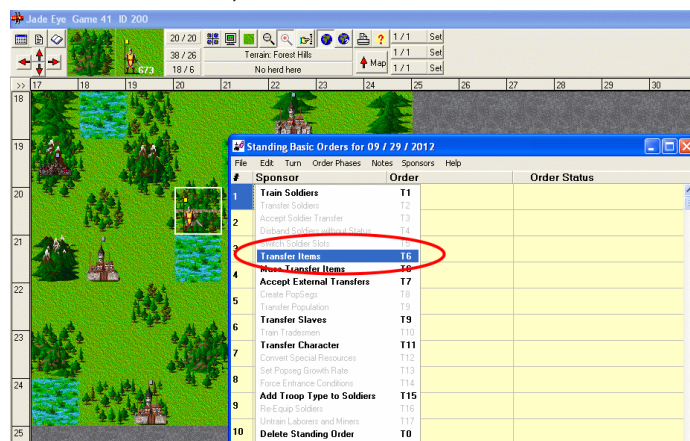 Jade Eye Game 41 ID 200
20 / 20
? 1 / 1 Set
38 / 26 Terrain: Forest Hills 1 / 1 Set
673 18 / 6 No herd here Map 1 / 1 Set
>> 17 18 19 20 21 22 23 24 25 26 27 28 29 30
18
19
20
21
22
23
24
25
Standing Basic Orders for 09 / 29 / 2012
File Edit Turn Order Phases Notes Sponsors Help
# Sponsor Order Order Status
1
2
3
4
5
6
7
8
9
10
Train Soldiers T1
Transfer Soldiers T2
Accept Soldier Transfer T3
Disband Soldiers without Status T4
Switch Soldier Slots
Transfer Items T6
Mass Transfer Items T6
Accept External Transfers T7
Create PopSegs T8
Transfer Population T9
Transfer Slaves T9
Train Tradesmen T10
Transfer Character T11
Convert Special Resources T12
Set Popseg Growth Rate T13
Force Entrance Conditions T14
Add Troop Type to Soldiers T15
Re-Equip Soldiers T16
Untrain Laborers and Miners T17
Delete Standing Order T0